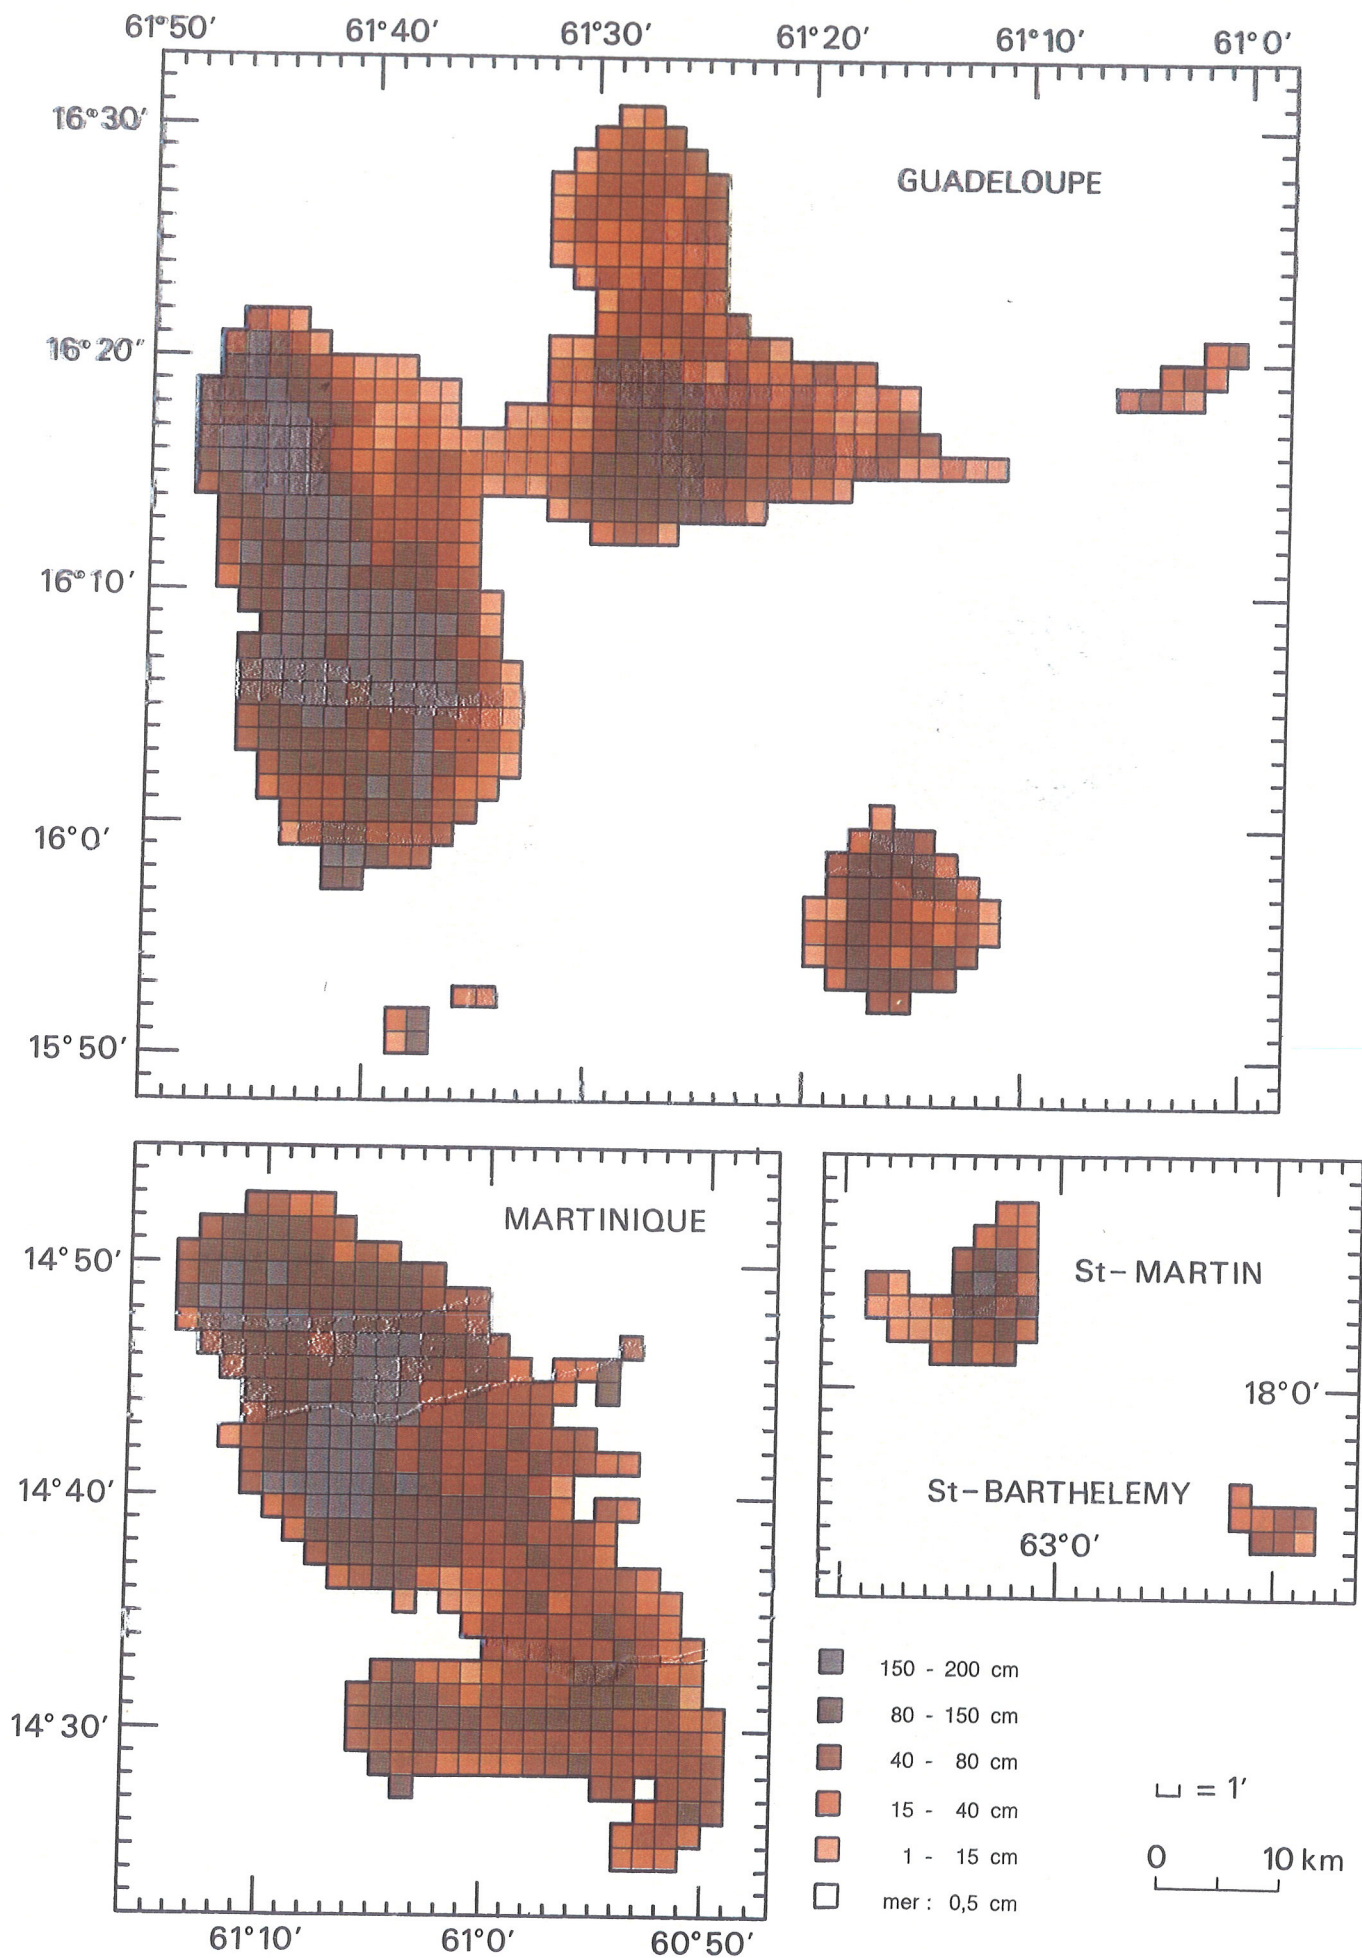 61°50′ 61°40′ 61°30′ 61°20′ 61°10′ 61°0′
16°30′
GUADELOUPE
16°20′
16°10′
16°0′
15°50′
MARTINIQUE
14°50′
14°40′
14°30′
61°10′ 61°0′ 60°50′
St-MARTIN
18°0′
St-BARTHELEMY
63°0′
150 - 200 cm
80 - 150 cm
40 - 80 cm
15 - 40 cm
1 - 15 cm
mer : 0,5 cm
= 1′
0 10 km